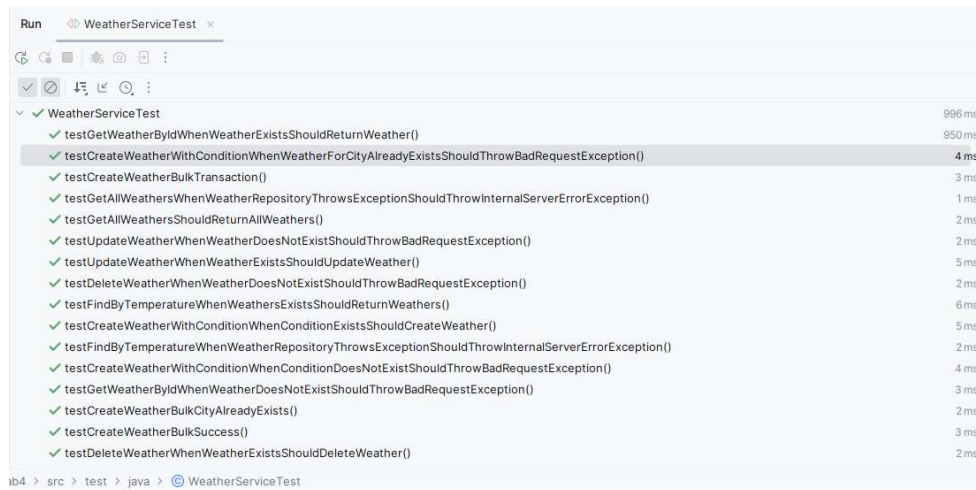 Run WeatherServiceTest ×
WeatherServiceTest 996 ms
testGetWeatherByIdWhenWeatherExistsShouldReturnWeather() 950 ms
testCreateWeatherWithConditionWhenWeatherForCityAlreadyExistsShouldThrowBadRequestException() 4 ms
testCreateWeatherBulkTransaction() 3 ms
testGetAllWeathersWhenWeatherRepositoryThrowsExceptionShouldThrowInternalServerErrorException() 1 ms
testGetAllWeathersShouldReturnAllWeathers() 2 ms
testUpdateWeatherWhenWeatherDoesNotExistShouldThrowBadRequestException() 2 ms
testUpdateWeatherWhenWeatherExistsShouldUpdateWeather() 5 ms
testDeleteWeatherWhenWeatherDoesNotExistShouldThrowBadRequestException() 2 ms
testFindByTemperatureWhenWeathersExistsShouldReturnWeathers() 6 ms
testCreateWeatherWithConditionWhenConditionExistsShouldCreateWeather() 5 ms
testFindByTemperatureWhenWeatherRepositoryThrowsExceptionShouldThrowInternalServerErrorException() 2 ms
testCreateWeatherWithConditionWhenConditionDoesNotExistShouldThrowBadRequestException() 4 ms
testGetWeatherByIdWhenWeatherDoesNotExistShouldThrowBadRequestException() 3 ms
testCreateWeatherBulkCityAlreadyExists() 2 ms
testCreateWeatherBulkSuccess() 3 ms
testDeleteWeatherWhenWeatherExistsShouldDeleteWeather() 2 ms
ab4 > src > test > java > WeatherServiceTest